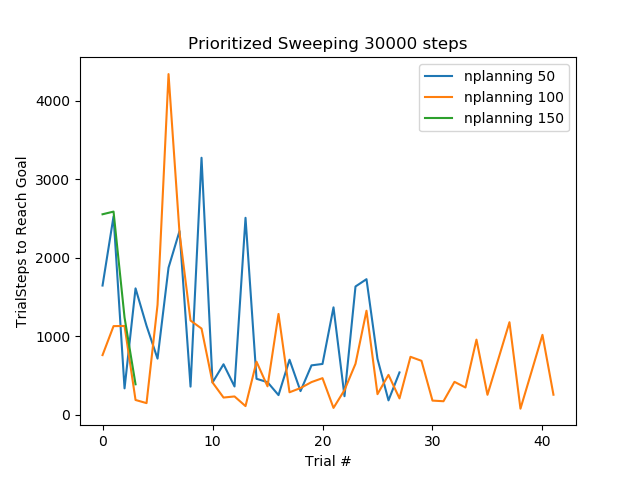 Prioritized Sweeping 30000 steps
nplanning 50
nplanning 100
nplanning 150
TrialSteps to Reach Goal
4000
3000
2000
1000
0
0 10 20 30 40
Trial #